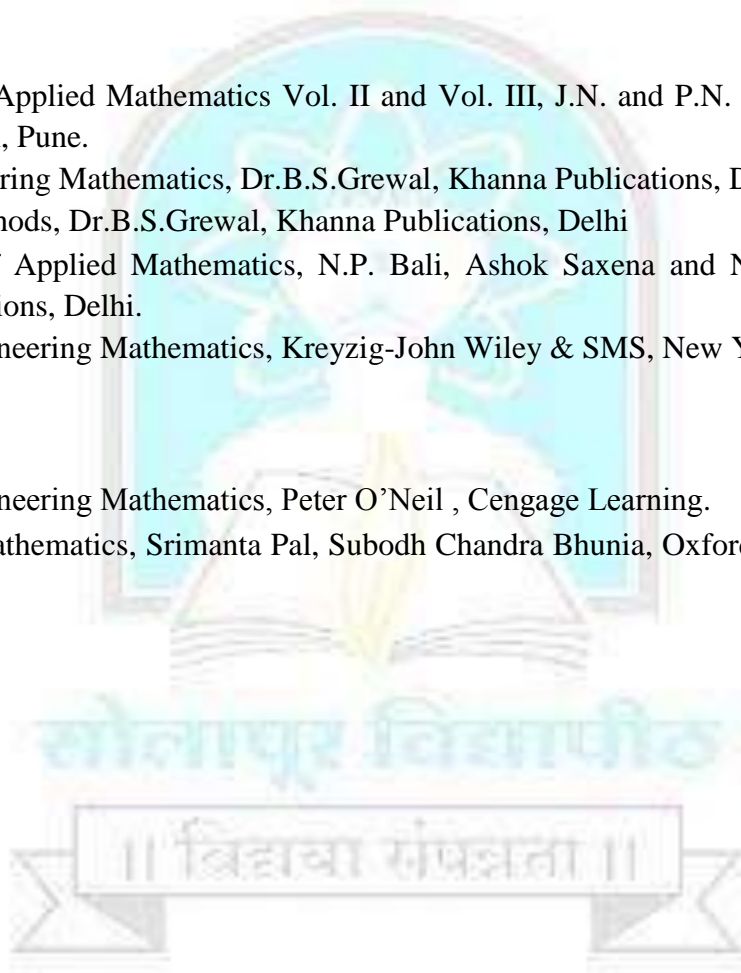 Applied Mathematics Vol. II and Vol. III, J.N. and P.N.
, Pune.
ring Mathematics, Dr.B.S.Grewal, Khanna Publications, D
nods, Dr.B.S.Grewal, Khanna Publications, Delhi
Applied Mathematics, N.P. Bali, Ashok Saxena and N
ions, Delhi.
neering Mathematics, Kreyzig-John Wiley & SMS, New Y
neering Mathematics, Peter O’Neil , Cengage Learning.
athematics, Srimanta Pal, Subodh Chandra Bhunia, Oxford
सोलापूर विद्यापीठ
|| विद्यया संपन्नता ||